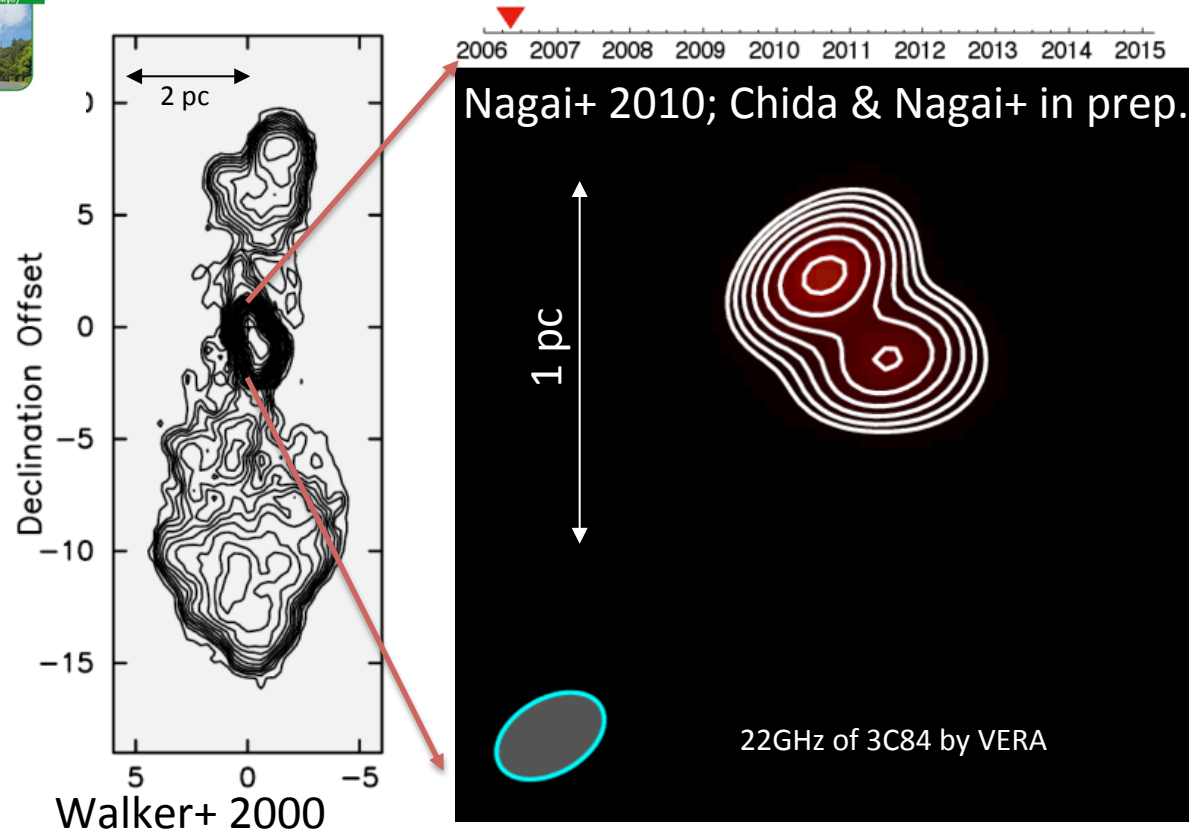 2006 2007 2008 2009 2010 2011 2012 2013 2014 2015
2 pc
Nagai+ 2010; Chida & Nagai+ in prep.
5
0
−5
−10
−15
Declination Offset
1 pc
22GHz of 3C84 by VERA
5 0 −5
Walker+ 2000